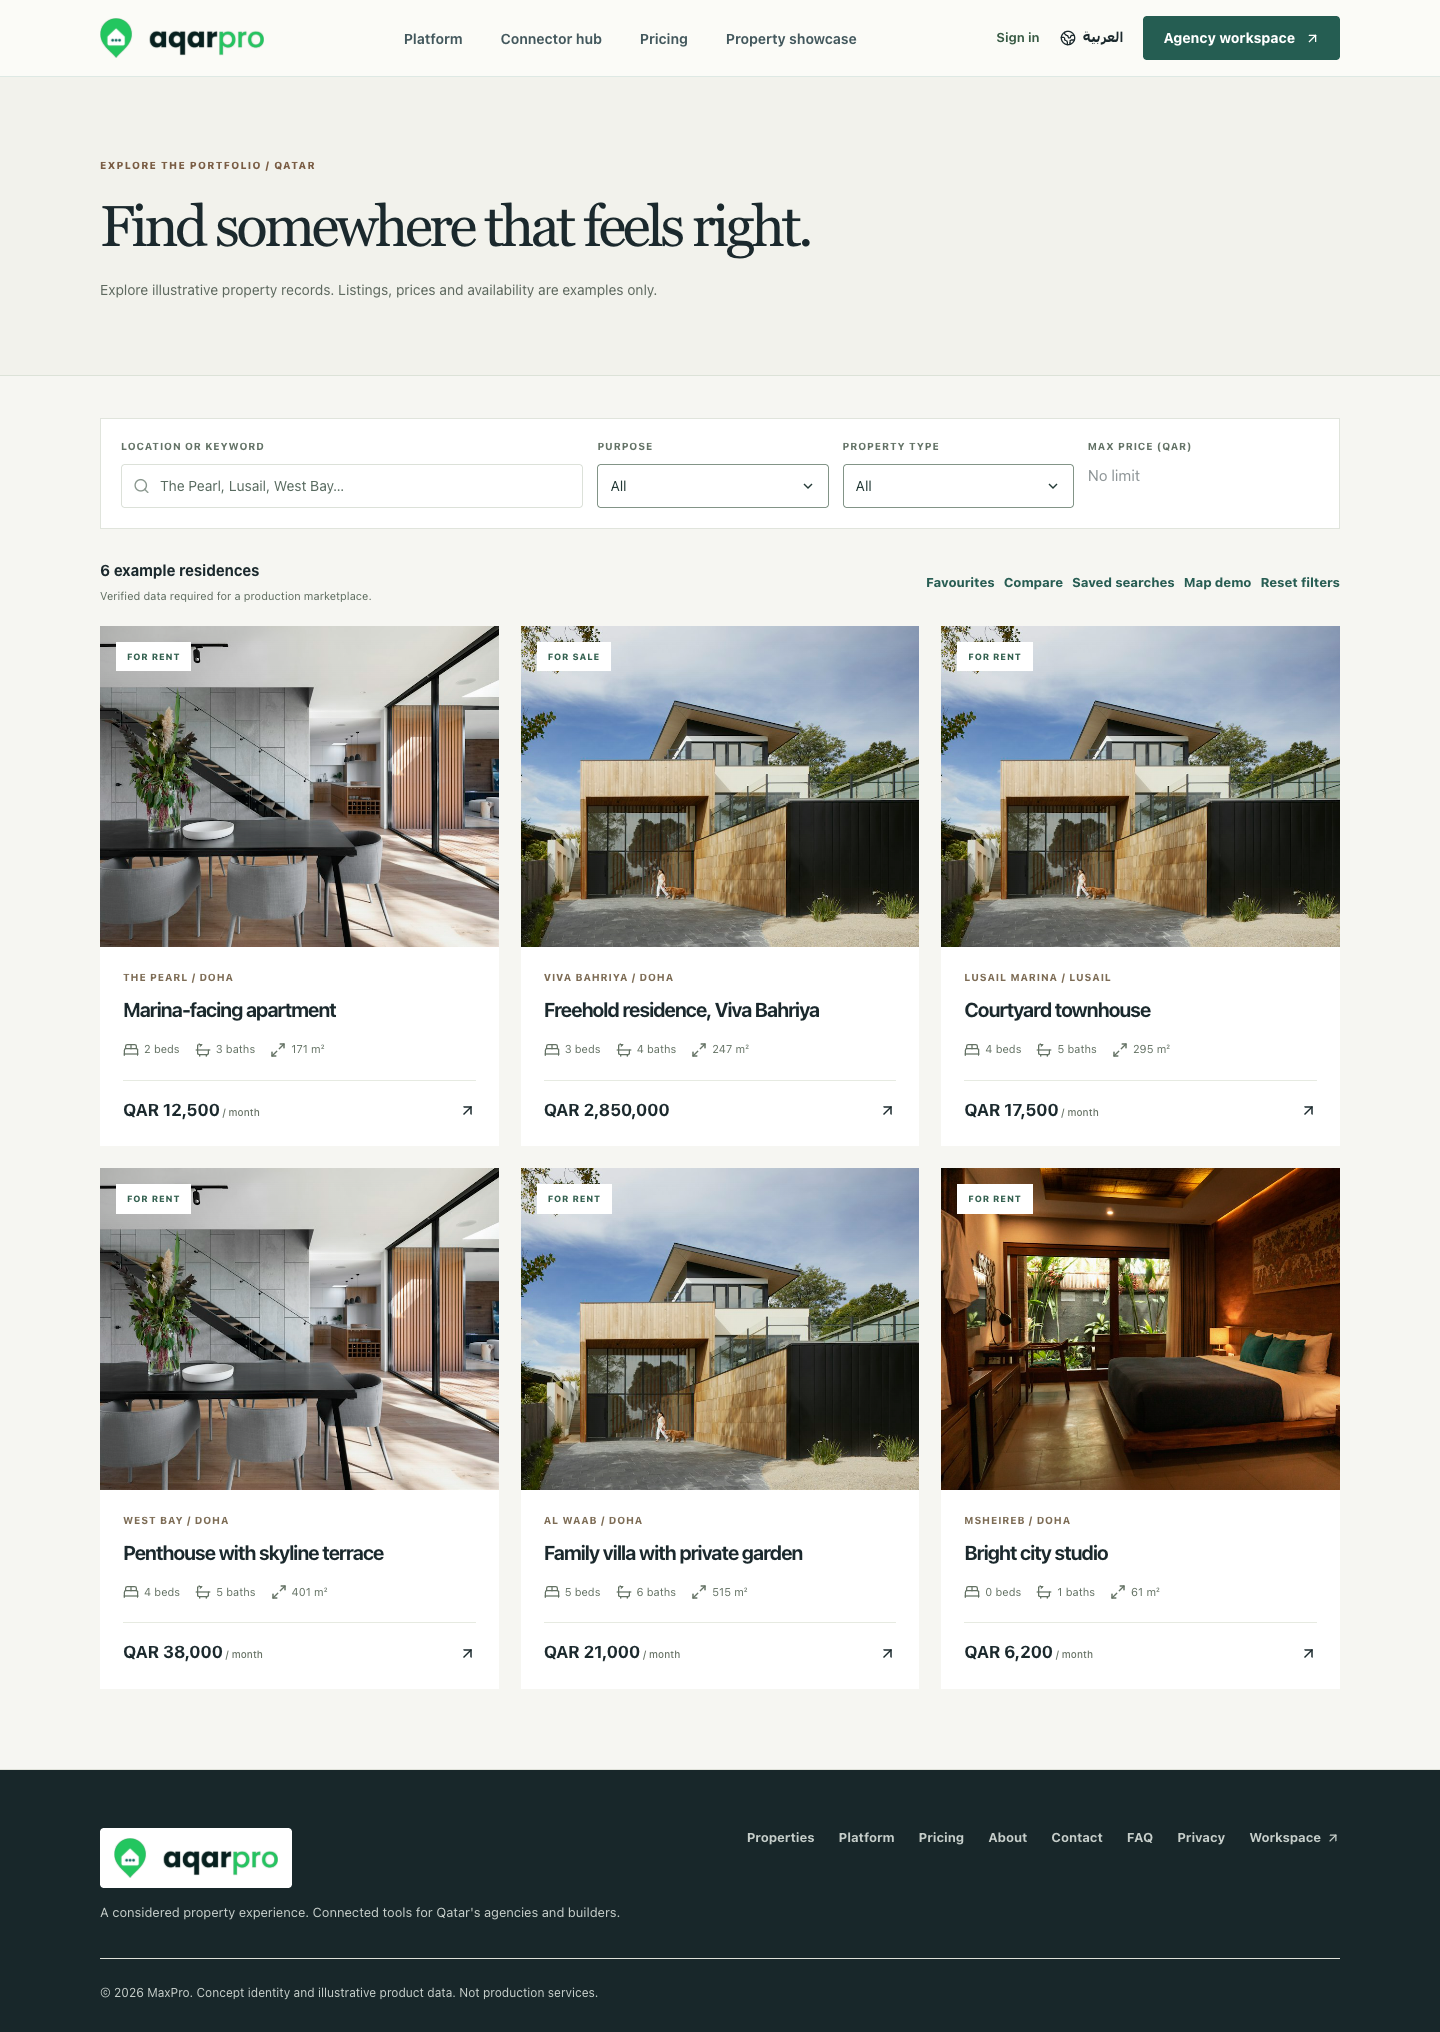 aqarpro
Platform
Connector hub
Pricing
Property showcase
Sign in
العربية
Agency workspace
EXPLORE THE PORTFOLIO / QATAR
Find somewhere that feels right.
Explore illustrative property records. Listings, prices and availability are examples only.
LOCATION OR KEYWORD
The Pearl, Lusail, West Bay...
PURPOSE
All
PROPERTY TYPE
All
MAX PRICE (QAR)
No limit
6 example residences
Verified data required for a production marketplace.
Favourites
Compare
Saved searches
Map demo
Reset filters
FOR RENT
THE PEARL / DOHA
Marina-facing apartment
2 beds 3 baths 171 m²
QAR 12,500 / month
FOR SALE
VIVA BAHRIYA / DOHA
Freehold residence, Viva Bahriya
3 beds 4 baths 247 m²
QAR 2,850,000
FOR RENT
LUSAIL MARINA / LUSAIL
Courtyard townhouse
4 beds 5 baths 295 m²
QAR 17,500 / month
FOR RENT
WEST BAY / DOHA
Penthouse with skyline terrace
4 beds 5 baths 401 m²
QAR 38,000 / month
FOR RENT
AL WAAB / DOHA
Family villa with private garden
5 beds 6 baths 515 m²
QAR 21,000 / month
FOR RENT
MSHEIREB / DOHA
Bright city studio
0 beds 1 baths 61 m²
QAR 6,200 / month
aqarpro
Properties
Platform
Pricing
About
Contact
FAQ
Privacy
Workspace
A considered property experience. Connected tools for Qatar's agencies and builders.
© 2026 MaxPro. Concept identity and illustrative product data. Not production services.